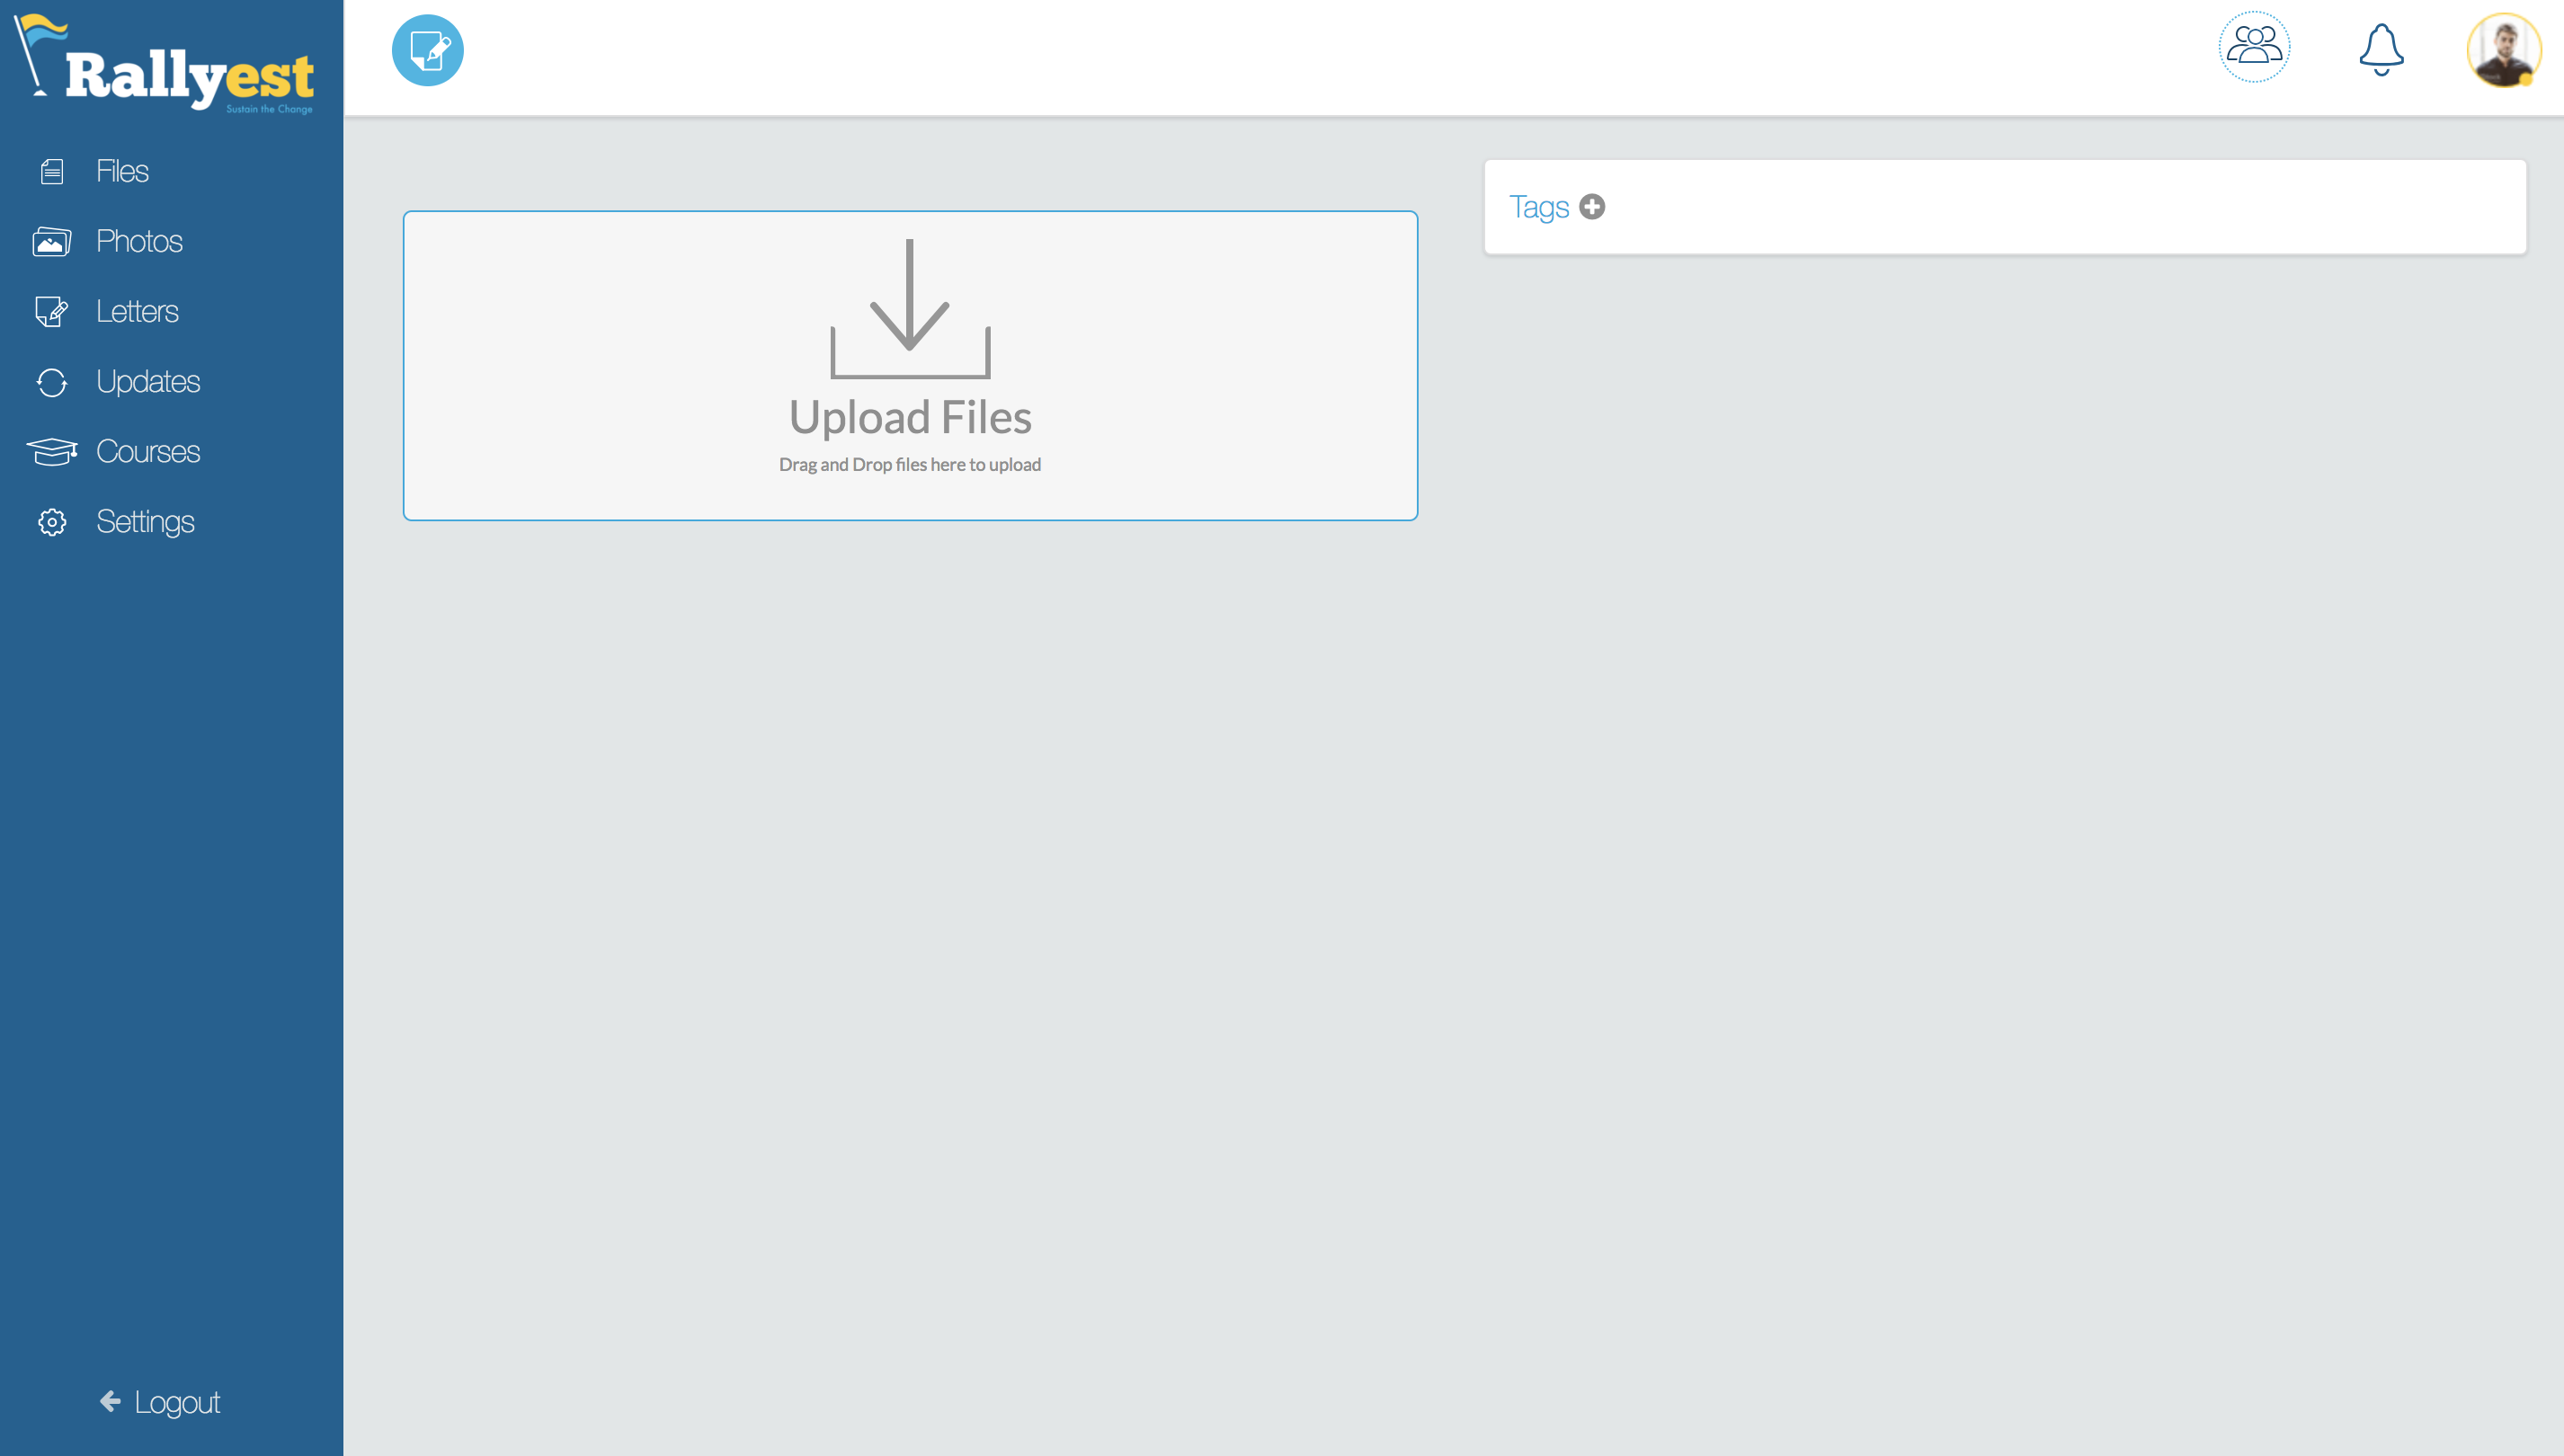 Rallyest
Sustain the Change
Files
Photos
Letters
Updates
Courses
Settings
Logout
Upload Files
Drag and Drop files here to upload
Tags